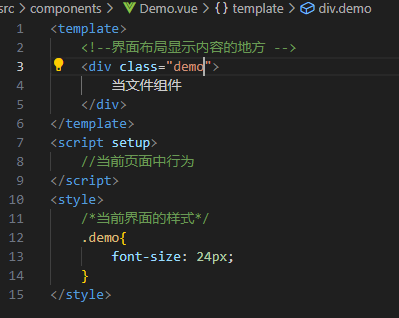 src > components > Demo.vue > {} template > div.demo
1 <template>
2 <!--界面布局显示内容的地方 -->
3 <div class="demo">
4 当文件组件
5 </div>
6 </template>
7 <script setup>
8 //当前页面中行为
9 </script>
10 <style>
11 /*当前界面的样式*/
12 .demo{
13 font-size: 24px;
14 }
15 </style>